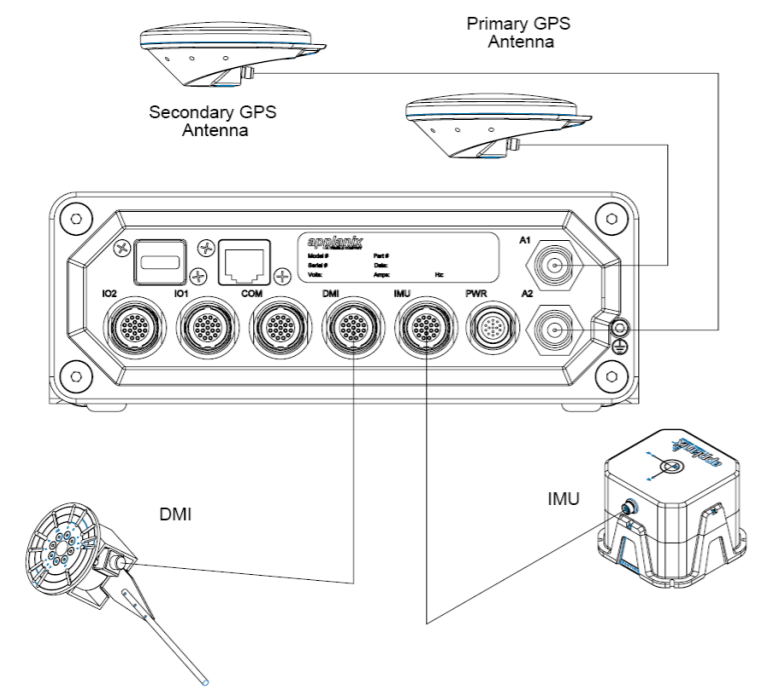 Primary GPS
Antenna
Secondary GPS
Antenna
applanix
A1
Model #
Part #
Serial #
Date:
Volts:
Amps:
Hz:
IO2
IO1
COM
DMI
IMU
PWR
A2
applanix
DMI
IMU